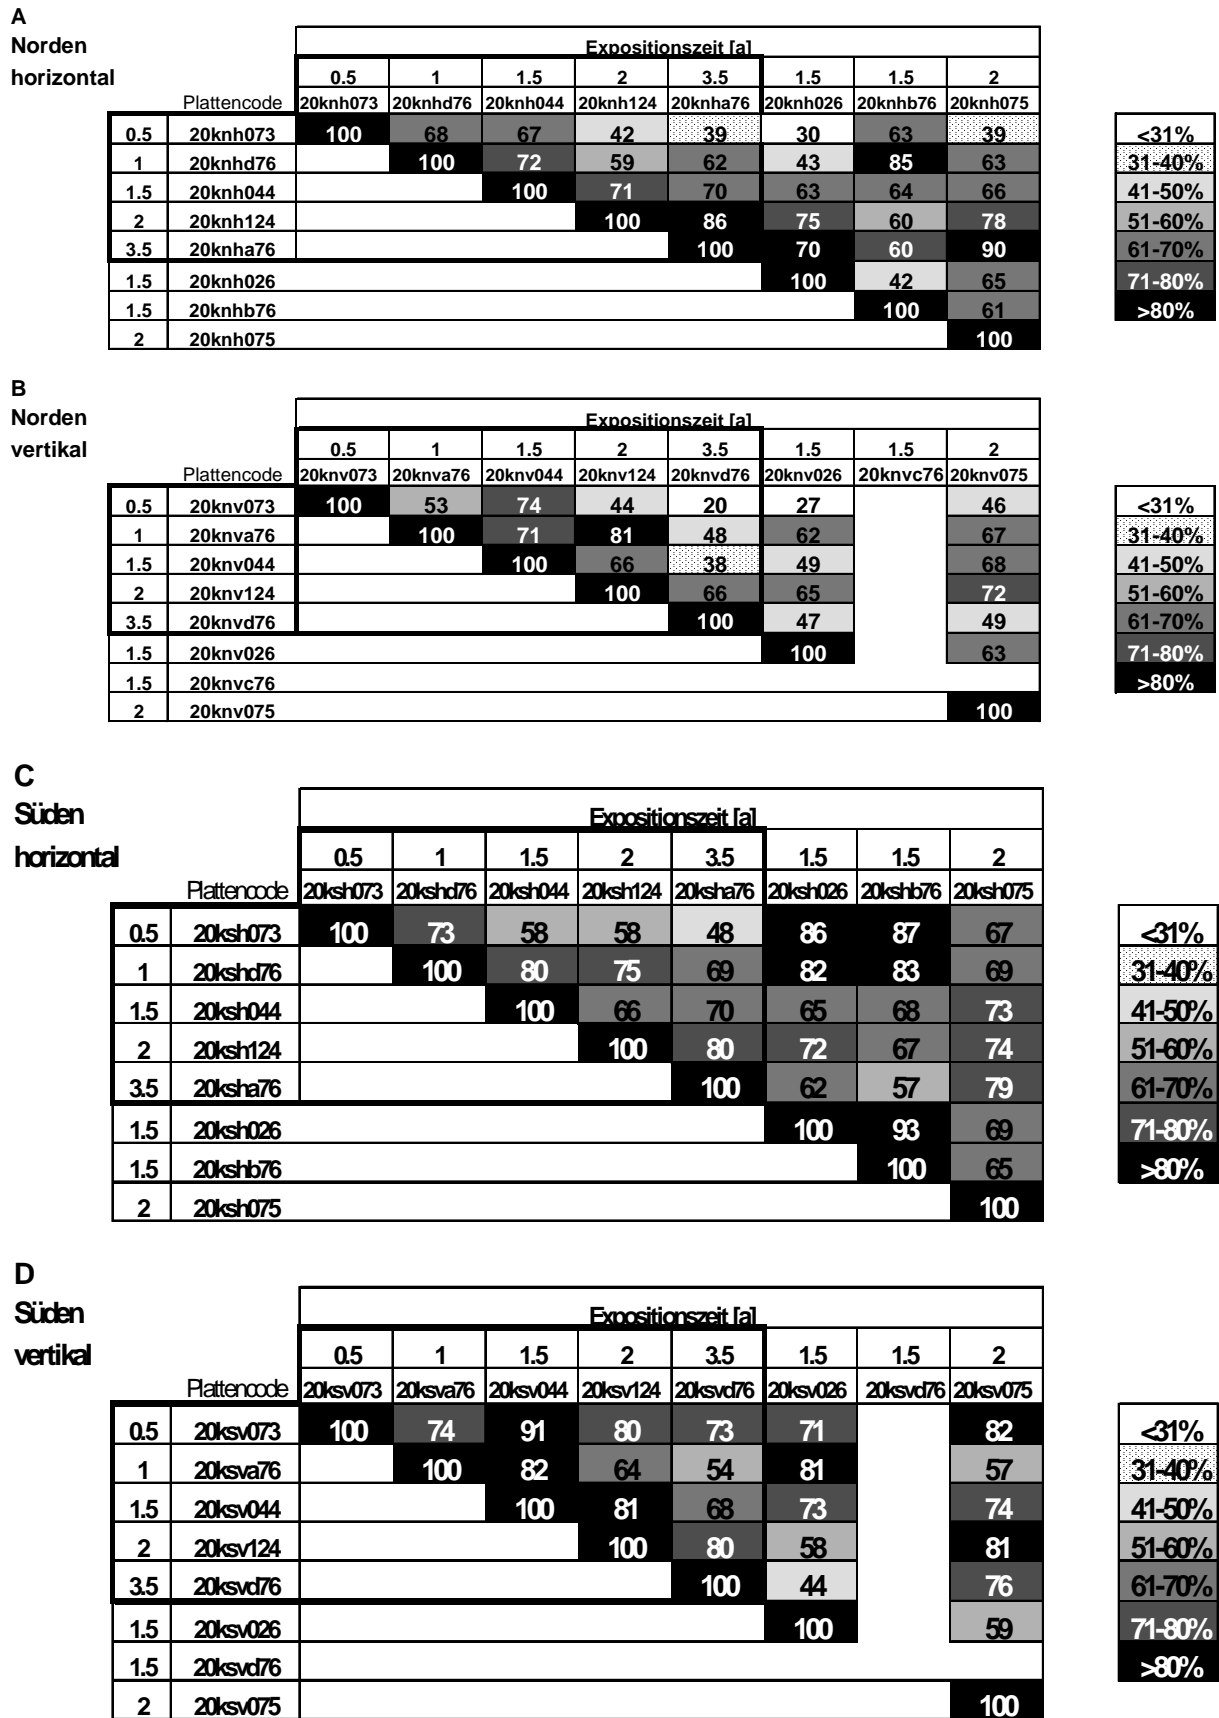 A
Norden
Expositionszeit [a]
horizontal 0.5 1 1.5 2 3.5 1.5 1.5 2
Plattencode 20knh073 20knhd76 20knh044 20knh124 20knha76 20knh026 20knhb76 20knh075
0.5 20knh073 100 68 67 42 39 30 63 39 <31%
1 20knhd76 100 72 59 62 43 85 63 31-40%
1.5 20knh044 100 71 70 63 64 66 41-50%
2 20knh124 100 86 75 60 78 51-60%
3.5 20knha76 100 70 60 90 61-70%
1.5 20knh026 100 42 65 71-80%
1.5 20knhb76 100 61 >80%
2 20knh075 100
B
Norden
Expositionszeit [a]
vertikal 0.5 1 1.5 2 3.5 1.5 1.5 2
Plattencode 20knv073 20knva76 20knv044 20knv124 20knvd76 20knv026 20knvc76 20knv075
0.5 20knv073 100 53 74 44 20 27 46 <31%
1 20knva76 100 71 81 48 62 67 31-40%
1.5 20knv044 100 66 38 49 68 41-50%
2 20knv124 100 66 65 72 51-60%
3.5 20knvd76 100 47 49 61-70%
1.5 20knv026 100 63 71-80%
1.5 20knvc76 >80%
2 20knv075 100
C
Süden
Expositionszeit [a]
horizontal 0.5 1 1.5 2 3.5 1.5 1.5 2
Plattencode 20ksh073 20kshd76 20ksh044 20ksh124 20ksha76 20ksh026 20kshb76 20ksh075
0.5 20ksh073 100 73 58 58 48 86 87 67 <31%
1 20kshd76 100 80 75 69 82 83 69 31-40%
1.5 20ksh044 100 66 70 65 68 73 41-50%
2 20ksh124 100 80 72 67 74 51-60%
3.5 20ksha76 100 62 57 79 61-70%
1.5 20ksh026 100 93 69 71-80%
1.5 20kshb76 100 65 >80%
2 20ksh075 100
D
Süden
Expositionszeit [a]
vertikal 0.5 1 1.5 2 3.5 1.5 1.5 2
Plattencode 20ksv073 20ksva76 20ksv044 20ksv124 20ksvd76 20ksv026 20ksvd76 20ksv075
0.5 20ksv073 100 74 91 80 73 71 82 <31%
1 20ksva76 100 82 64 54 81 57 31-40%
1.5 20ksv044 100 81 68 73 74 41-50%
2 20ksv124 100 80 58 81 51-60%
3.5 20ksvd76 100 44 76 61-70%
1.5 20ksv026 100 59 71-80%
1.5 20ksvd76 >80%
2 20ksv075 100